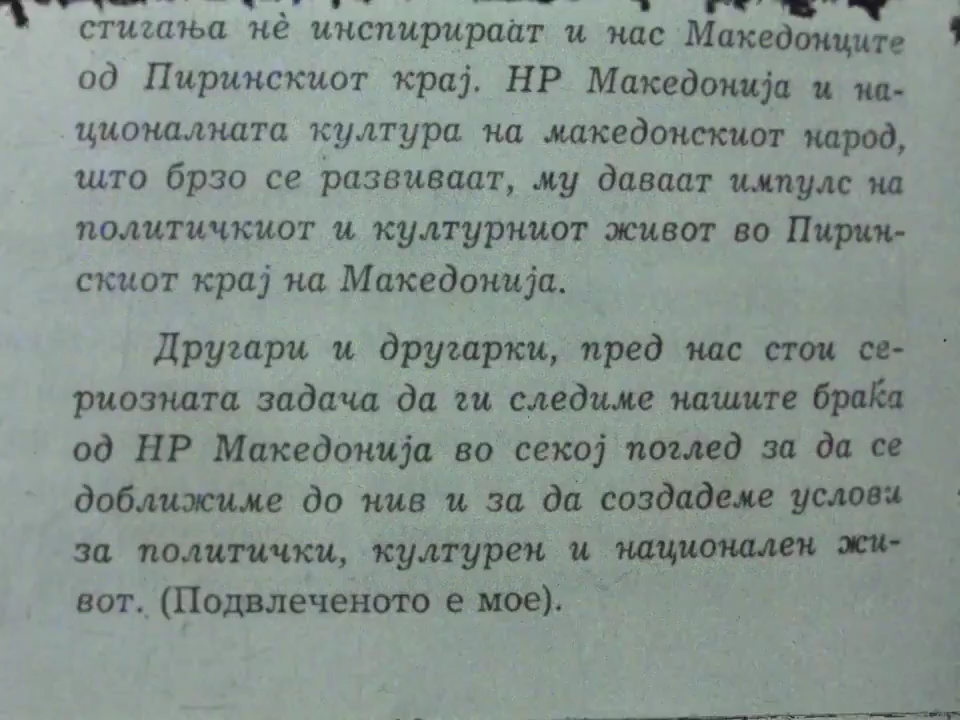 стигања нѐ инспирираат и нас Македонците
од Пиринскиот крај. НР Македонија и на-
ционалната култура на македонскиот народ,
што брзо се развиваат, му даваат импулс на
политичкиот и културниот живот во Пирин-
скиот крај на Македонија.
Другари и другарки, пред нас стои се-
риозната задача да ги следиме нашите браќа
од НР Македонија во секој поглед за да се
доближиме до нив и за да создадеме услови
за политички, културен и национален жи-
вот. (Подвлеченото е мое).